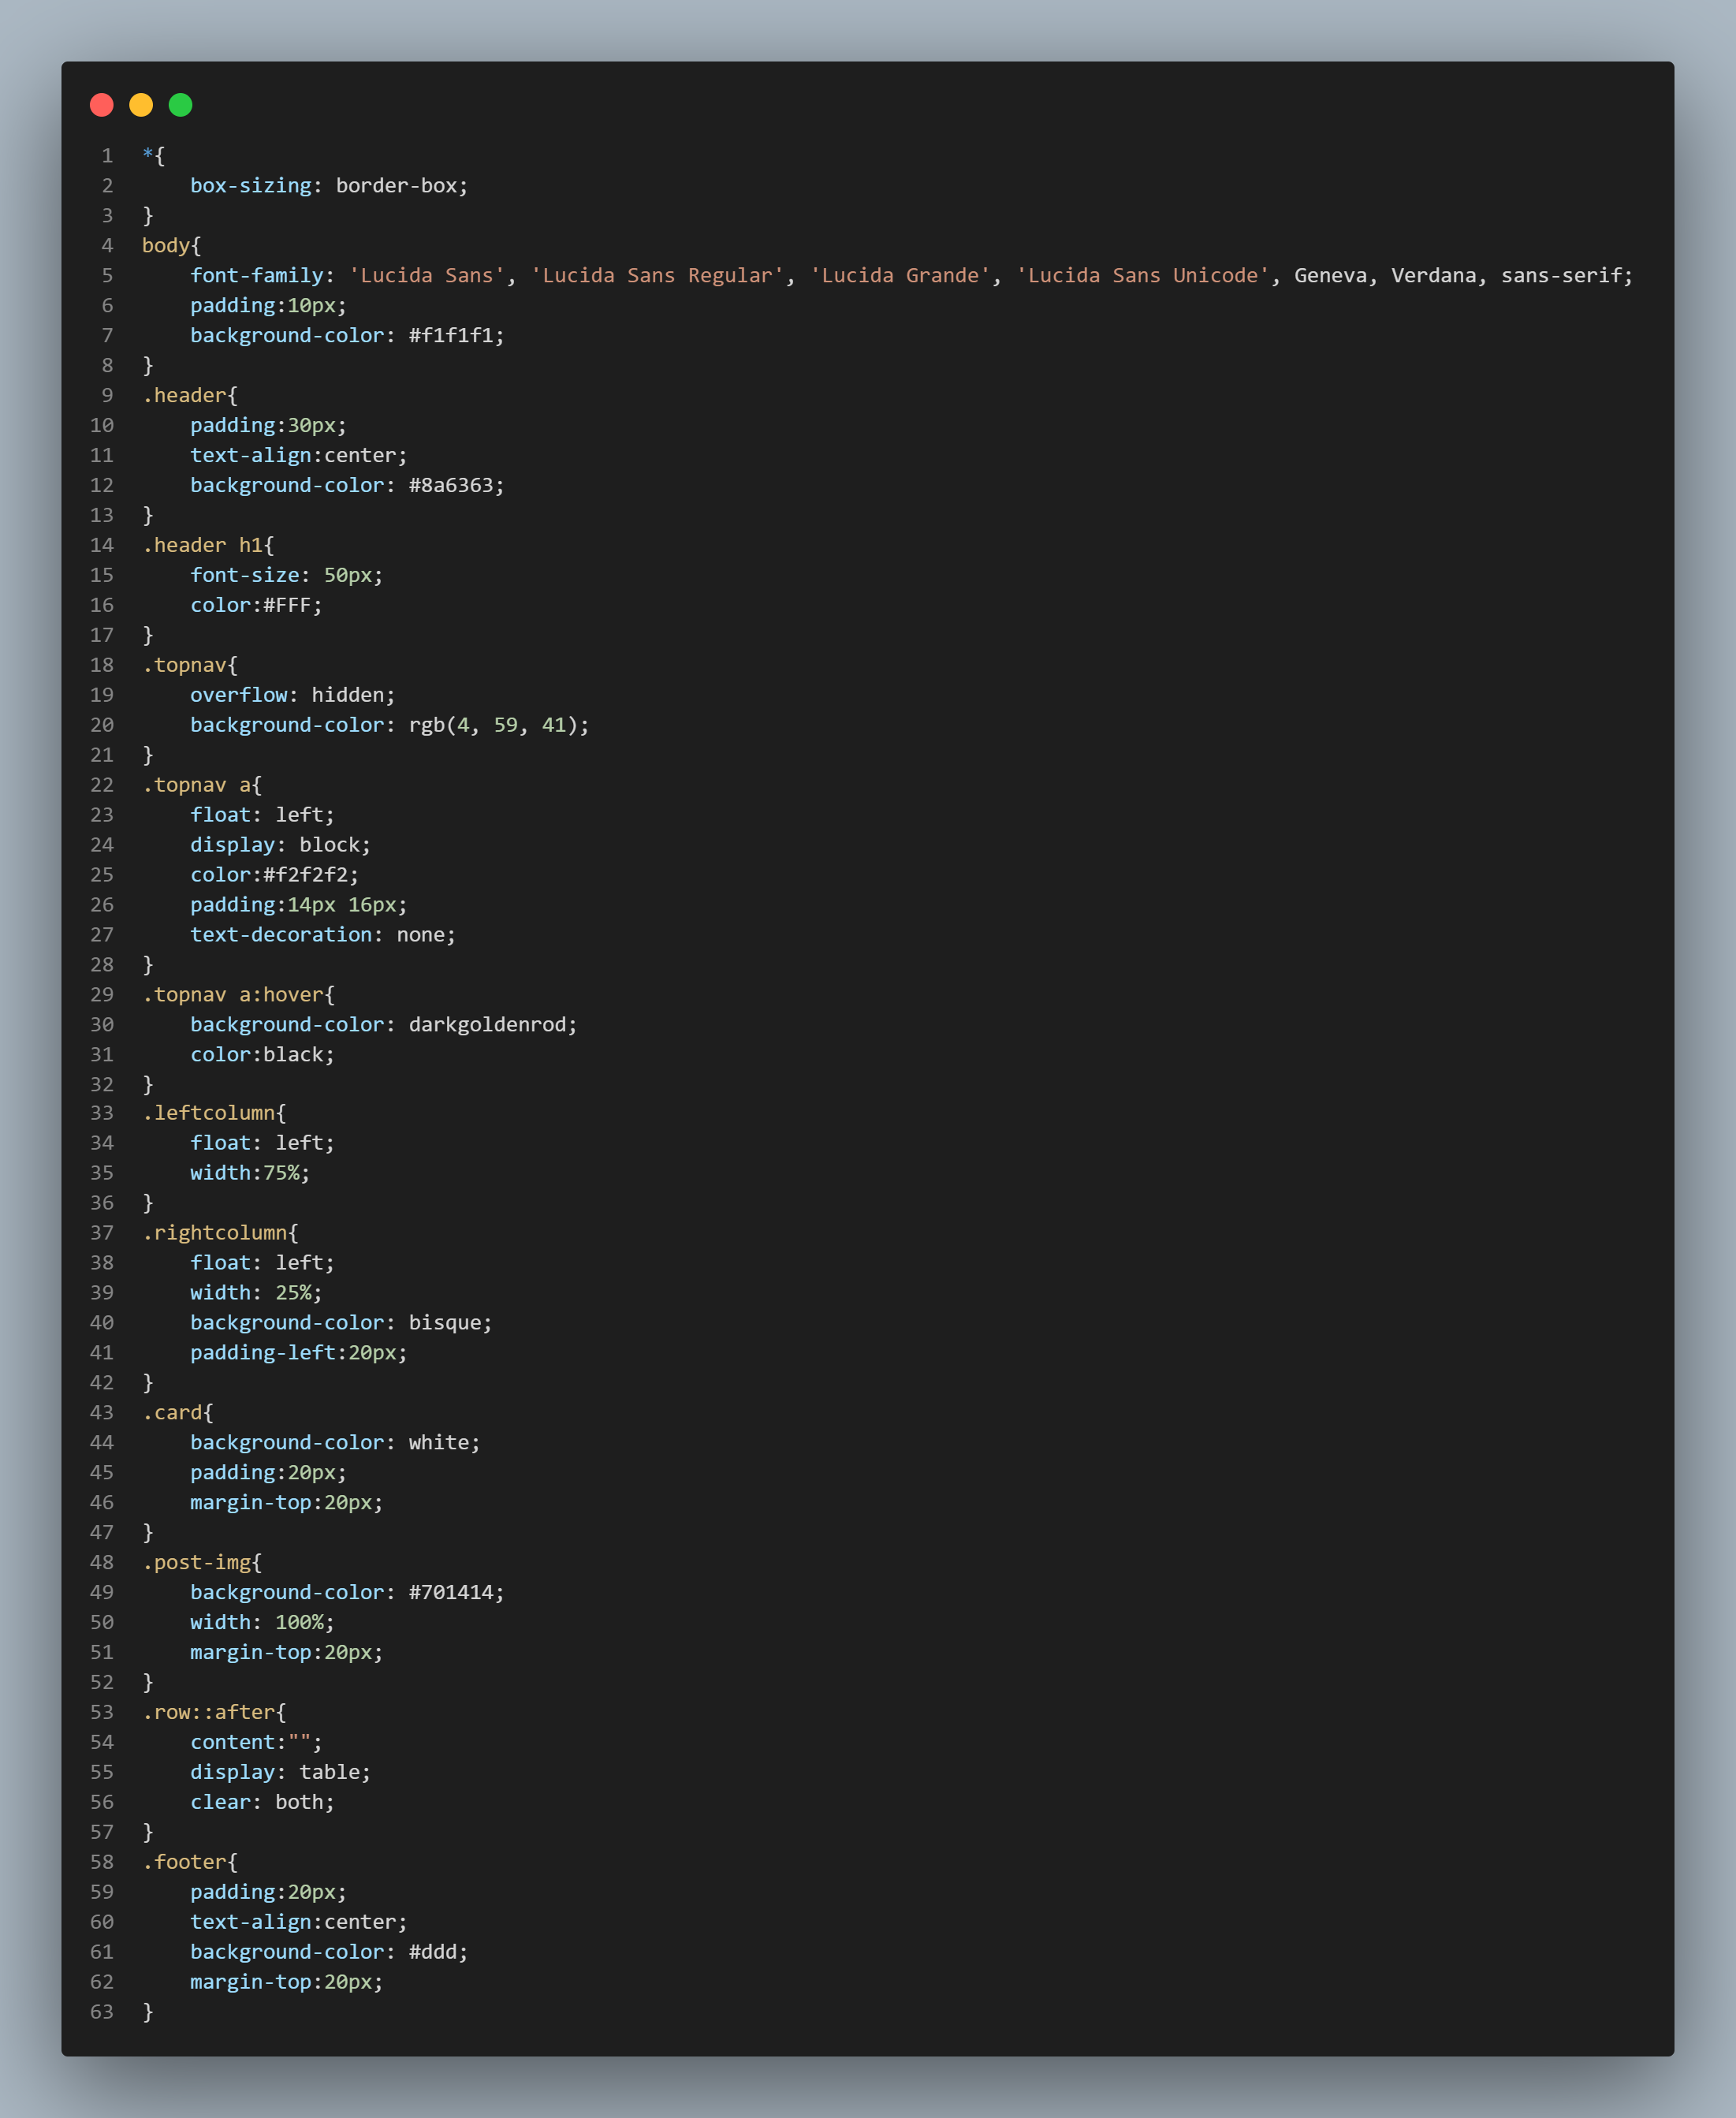 1 *{
2     box-sizing: border-box;
3 }
4 body{
5     font-family: 'Lucida Sans', 'Lucida Sans Regular', 'Lucida Grande', 'Lucida Sans Unicode', Geneva, Verdana, sans-serif;
6     padding:10px;
7     background-color: #f1f1f1;
8 }
9 .header{
10     padding:30px;
11     text-align:center;
12     background-color: #8a6363;
13 }
14 .header h1{
15     font-size: 50px;
16     color:#FFF;
17 }
18 .topnav{
19     overflow: hidden;
20     background-color: rgb(4, 59, 41);
21 }
22 .topnav a{
23     float: left;
24     display: block;
25     color:#f2f2f2;
26     padding:14px 16px;
27     text-decoration: none;
28 }
29 .topnav a:hover{
30     background-color: darkgoldenrod;
31     color:black;
32 }
33 .leftcolumn{
34     float: left;
35     width:75%;
36 }
37 .rightcolumn{
38     float: left;
39     width: 25%;
40     background-color: bisque;
41     padding-left:20px;
42 }
43 .card{
44     background-color: white;
45     padding:20px;
46     margin-top:20px;
47 }
48 .post-img{
49     background-color: #701414;
50     width: 100%;
51     margin-top:20px;
52 }
53 .row::after{
54     content:"";
55     display: table;
56     clear: both;
57 }
58 .footer{
59     padding:20px;
60     text-align:center;
61     background-color: #ddd;
62     margin-top:20px;
63 }